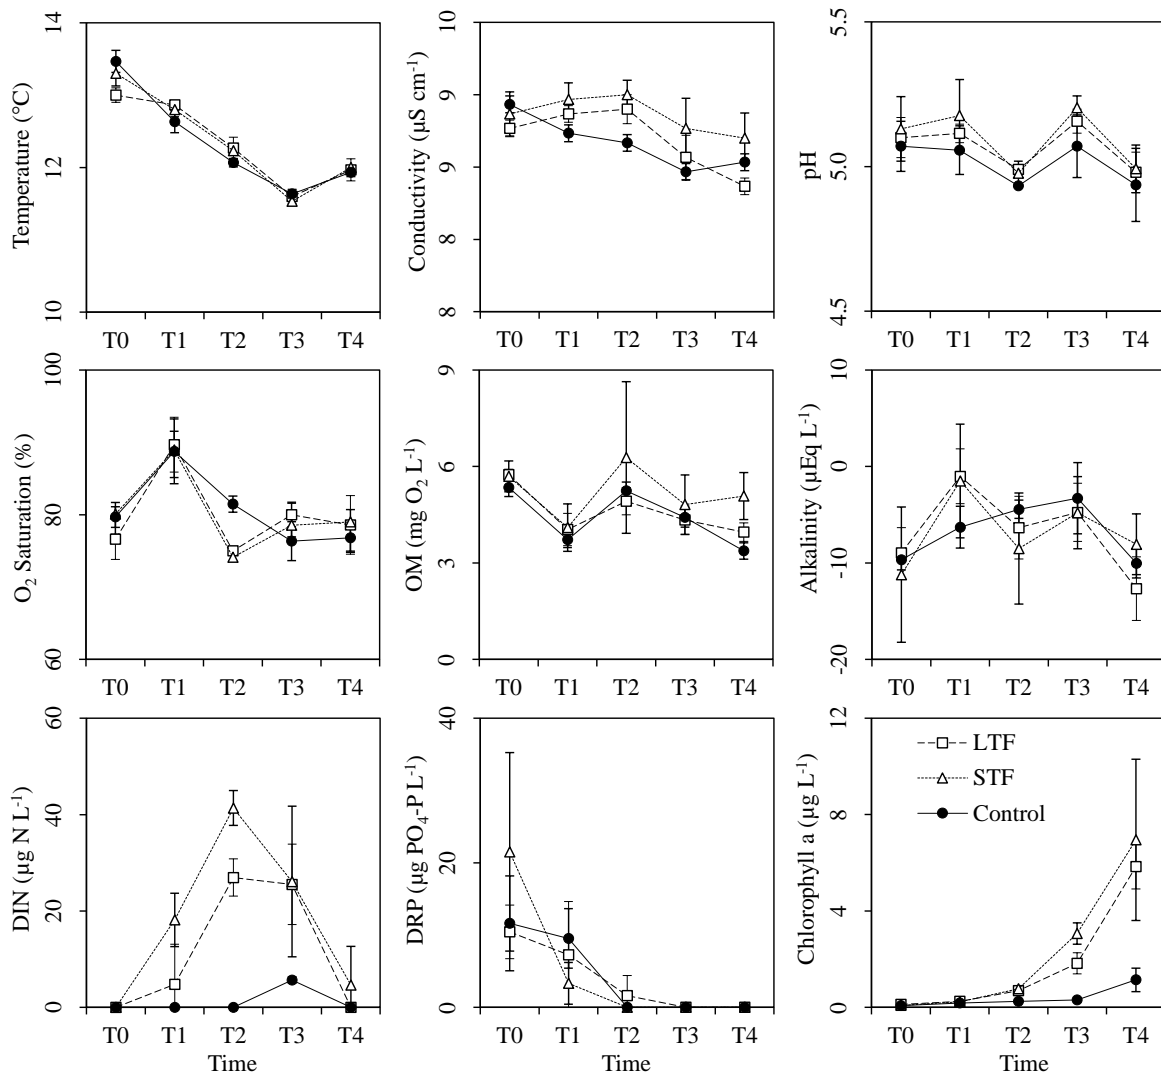 14
12
10
Temperature (°C)
T0 T1 T2 T3 T4
10
9
9
8
8
Conductivity (µS cm-1)
T0 T1 T2 T3 T4
5.5
5.0
4.5
pH
T0 T1 T2 T3 T4
100
80
60
O2 Saturation (%)
T0 T1 T2 T3 T4
9
6
3
0
OM (mg O2 L-1)
T0 T1 T2 T3 T4
10
0
-10
-20
Alkalinity (µEq L-1)
T0 T1 T2 T3 T4
60
40
20
0
DIN (µg N L-1)
T0 T1 T2 T3 T4
Time
40
20
0
DRP (µg PO4-P L-1)
T0 T1 T2 T3 T4
Time
12
8
4
0
Chlorophyll a (µg L-1)
LTF
STF
Control
T0 T1 T2 T3 T4
Time